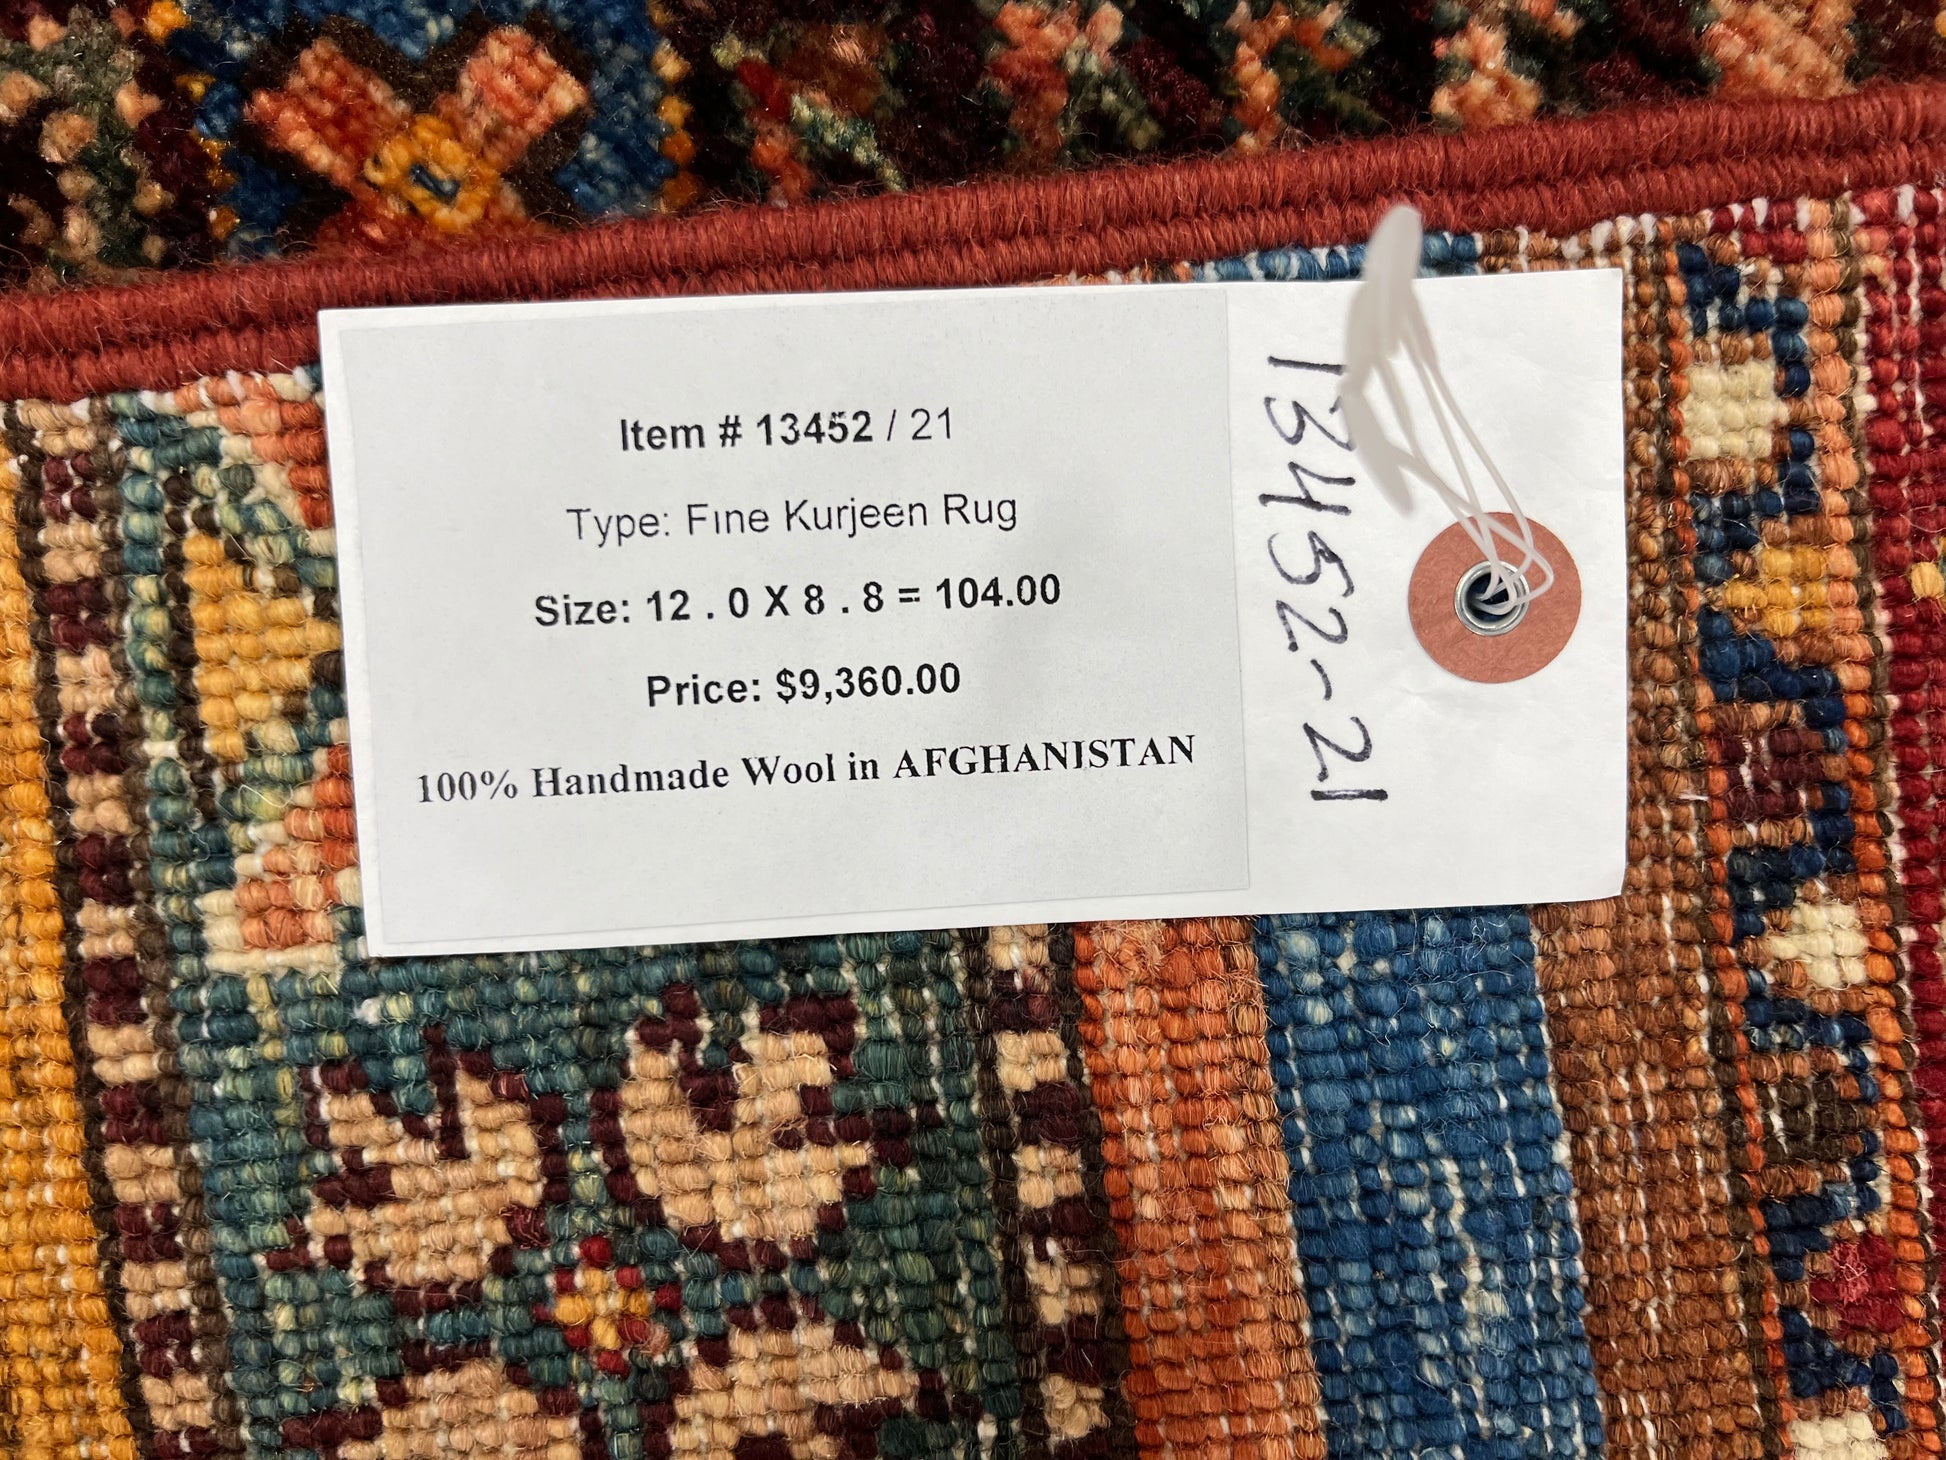 Item # 13452 / 21
Type: Fine Kurjeen Rug
Size: 12 . 0 X 8 . 8 = 104.00
Price: $9,360.00
100% Handmade Wool in AFGHANISTAN
13452-21